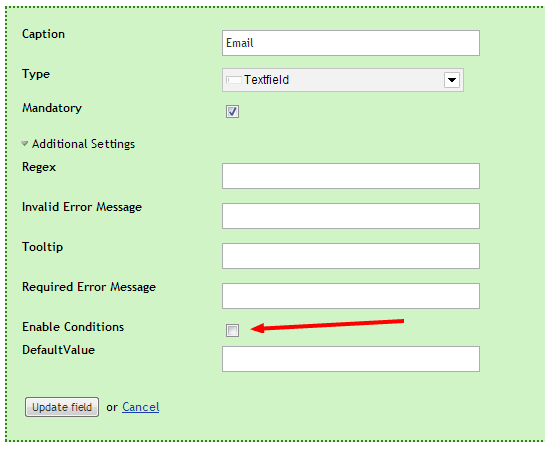 Caption
Email
Type
Textfield
Mandatory
Additional Settings
Regex
Invalid Error Message
Tooltip
Required Error Message
Enable Conditions
DefaultValue
Update field or Cancel